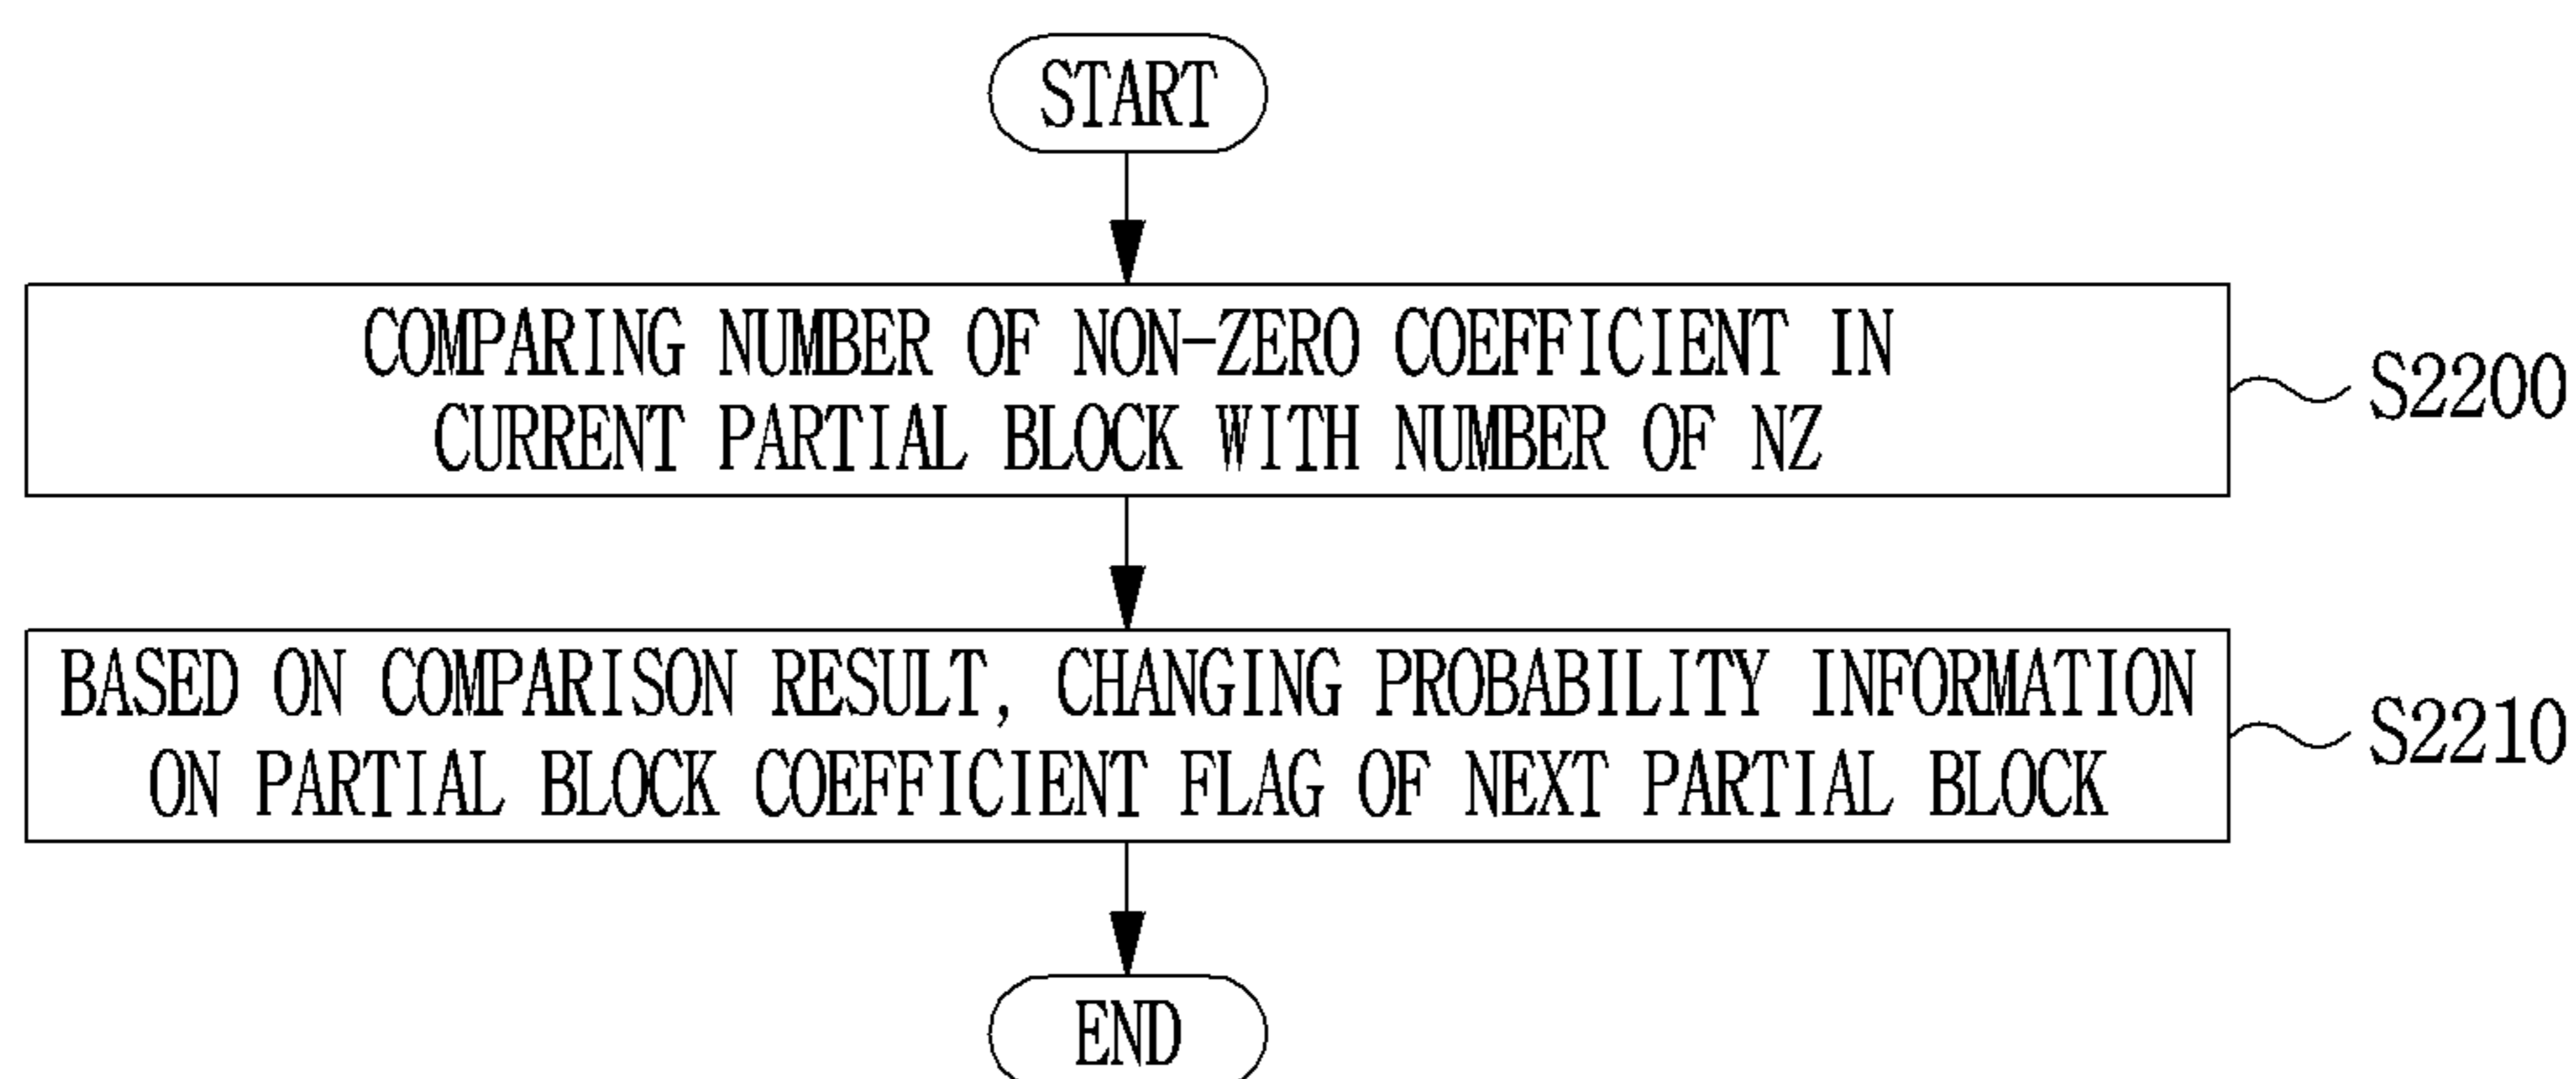 START
COMPARING NUMBER OF NON-ZERO COEFFICIENT IN
CURRENT PARTIAL BLOCK WITH NUMBER OF NZ
S2200
BASED ON COMPARISON RESULT, CHANGING PROBABILITY INFORMATION
ON PARTIAL BLOCK COEFFICIENT FLAG OF NEXT PARTIAL BLOCK
S2210
END